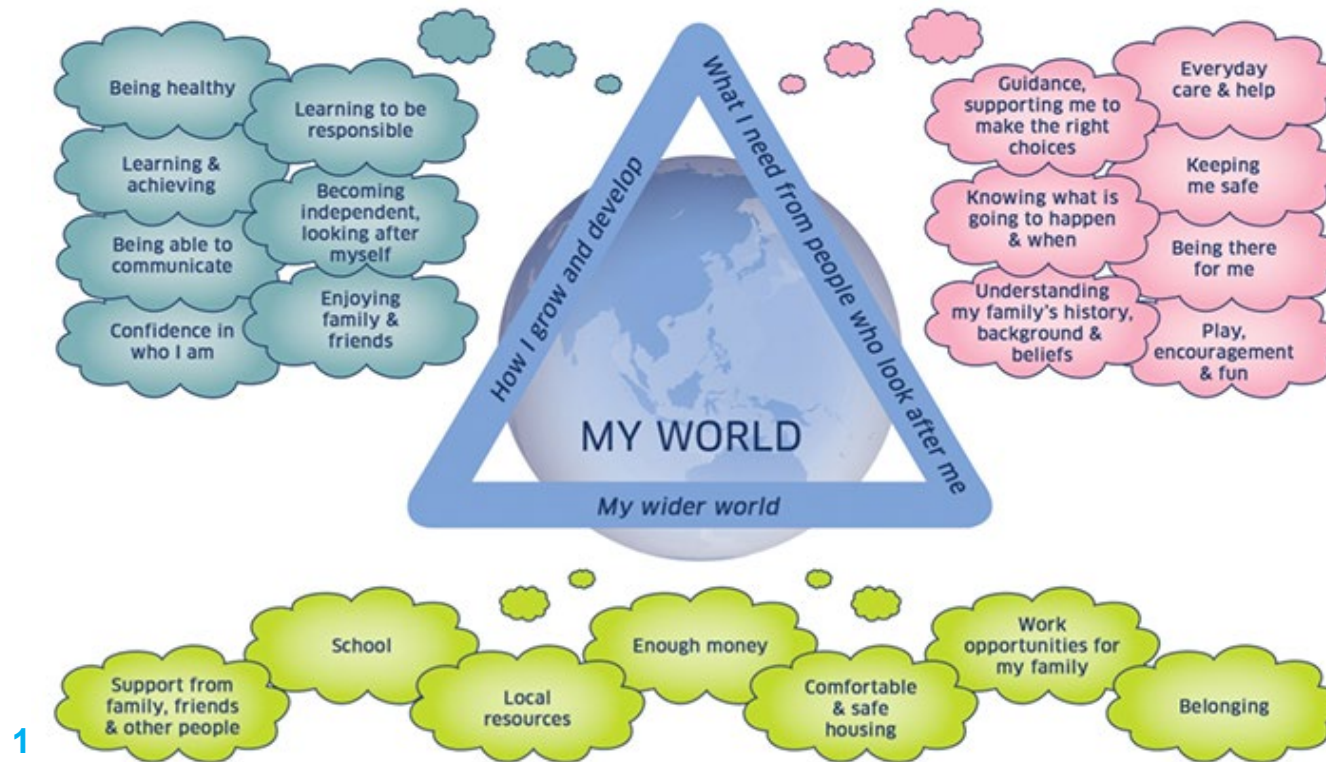 Being healthy
Learning to be
responsible
Learning &
achieving
Becoming
independent,
looking after
myself
Being able to
communicate
Enjoying
family &
friends
Confidence in
who I am
How I grow and develop
What I need from people who look after me
MY WORLD
My wider world
Guidance,
supporting me to
make the right
choices
Everyday
care & help
Keeping
me safe
Knowing what is
going to happen
& when
Being there
for me
Understanding
my family's history,
background &
beliefs
Play,
encouragement
& fun
Support from
family, friends
& other people
School
Local
resources
Enough money
Comfortable
& safe
housing
Work
opportunities for
my family
Belonging
1